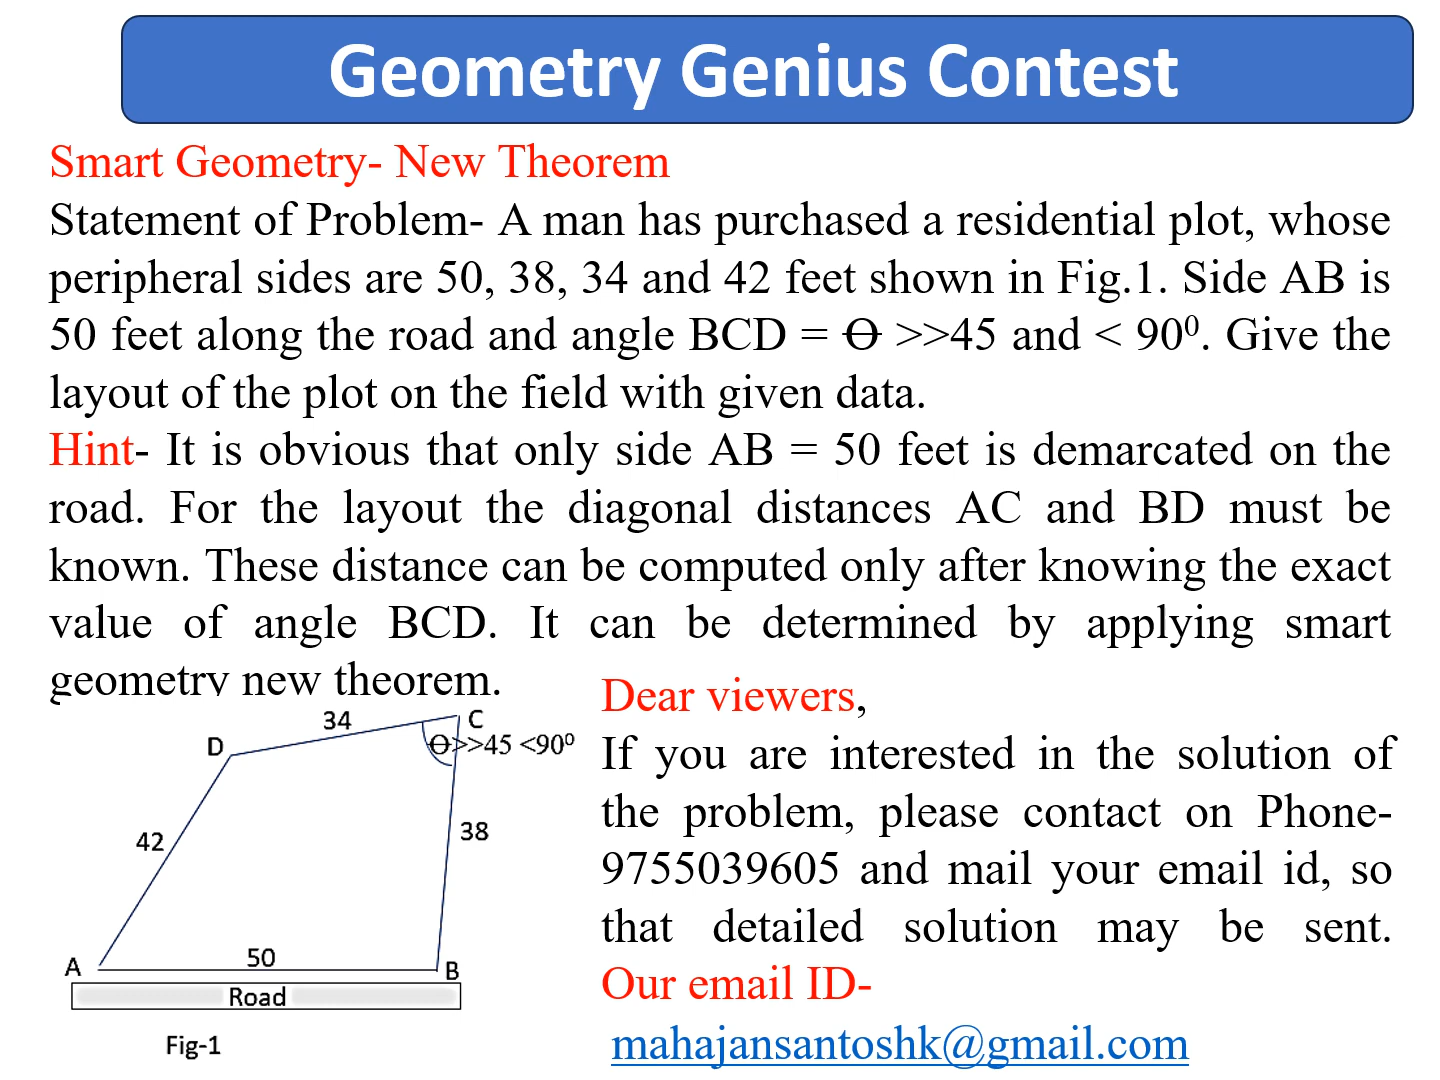 Geometry Genius Contest
Smart Geometry- New Theorem
Statement of Problem- A man has purchased a residential plot, whose
peripheral sides are 50, 38, 34 and 42 feet shown in Fig.1. Side AB is
50 feet along the road and angle BCD = ϴ >>45 and < 90⁰. Give the
layout of the plot on the field with given data.
Hint- It is obvious that only side AB = 50 feet is demarcated on the
road. For the layout the diagonal distances AC and BD must be
known. These distance can be computed only after knowing the exact
value of angle BCD. It can be determined by applying smart
geometry new theorem.
34
C
D
ϴ>>45 <90⁰
42
38
50
A
B
Road
Fig-1
Dear viewers,
If you are interested in the solution of
the problem, please contact on Phone-
9755039605 and mail your email id, so
that detailed solution may be sent.
Our email ID-
mahajansantoshk@gmail.com